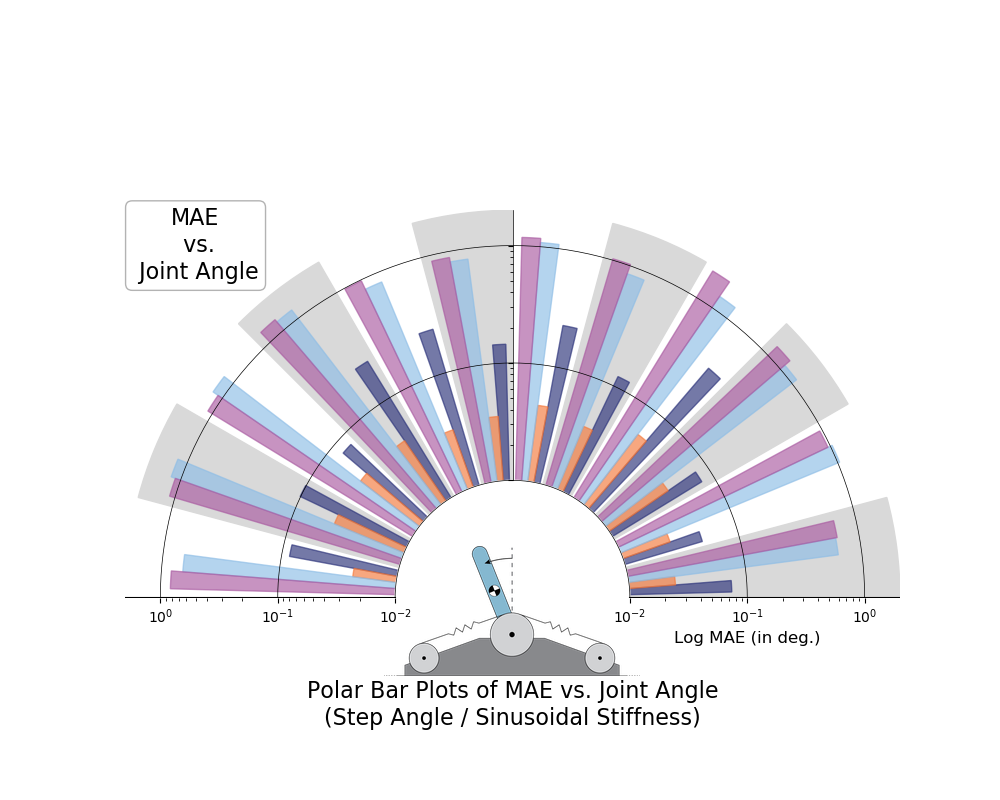 MAE
vs.
Joint Angle
10⁰ 10⁻¹ 10⁻² 10⁻² 10⁻¹ 10⁰
Log MAE (in deg.)
Polar Bar Plots of MAE vs. Joint Angle
(Step Angle / Sinusoidal Stiffness)